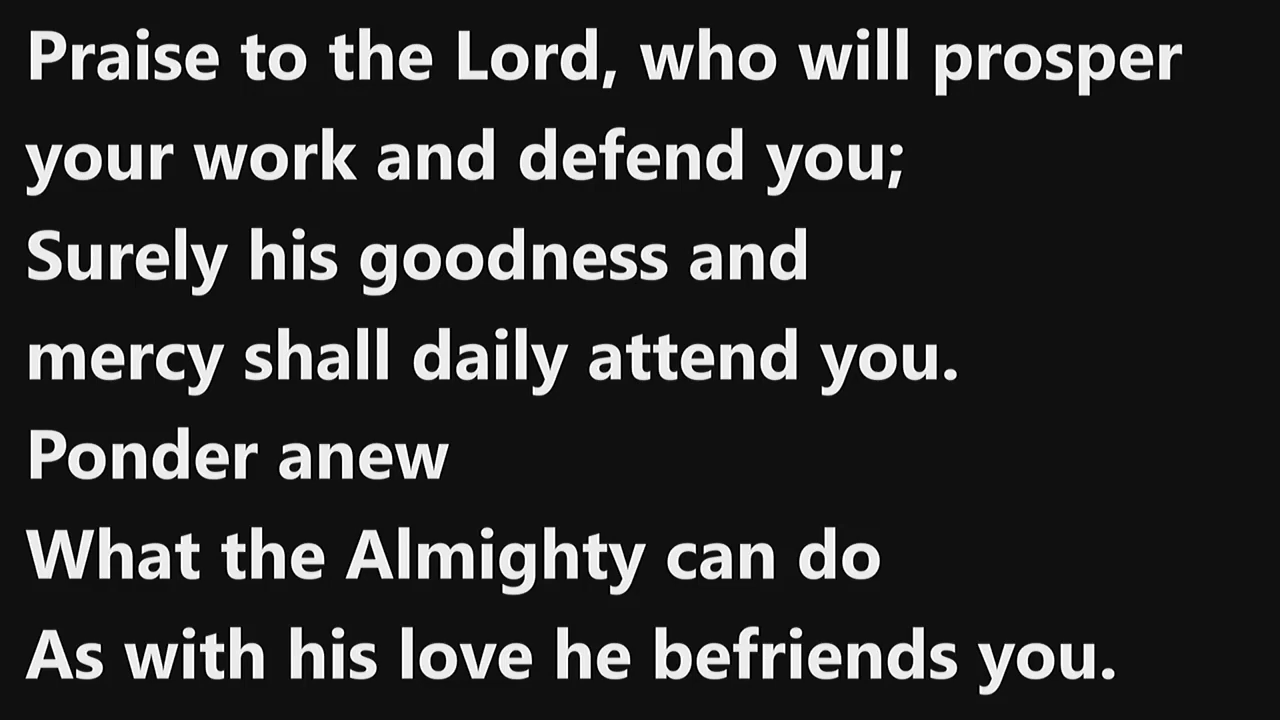 Praise to the Lord, who will prosper
your work and defend you;
Surely his goodness and
mercy shall daily attend you.
Ponder anew
What the Almighty can do
As with his love he befriends you.